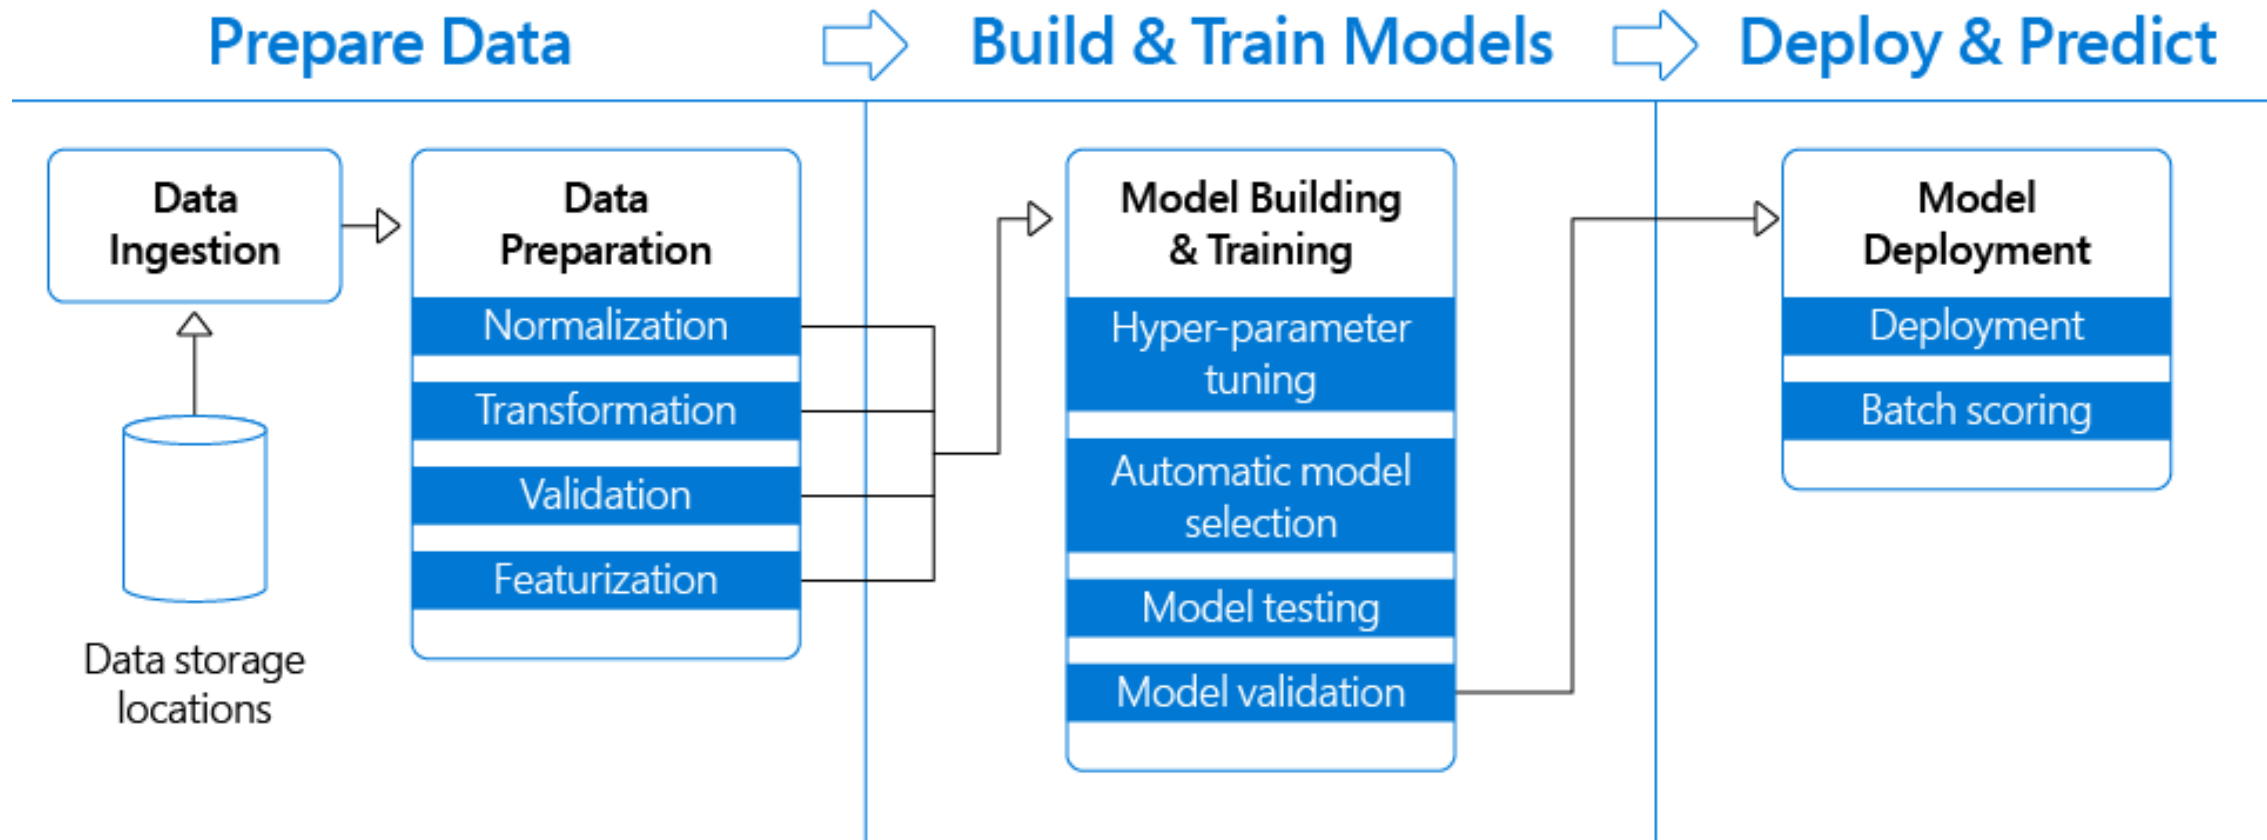 Prepare Data
Build & Train Models
Deploy & Predict
Data
Ingestion
Data storage
locations
Data
Preparation
Normalization
Transformation
Validation
Featurization
Model Building
& Training
Hyper-parameter
tuning
Automatic model
selection
Model testing
Model validation
Model
Deployment
Deployment
Batch scoring